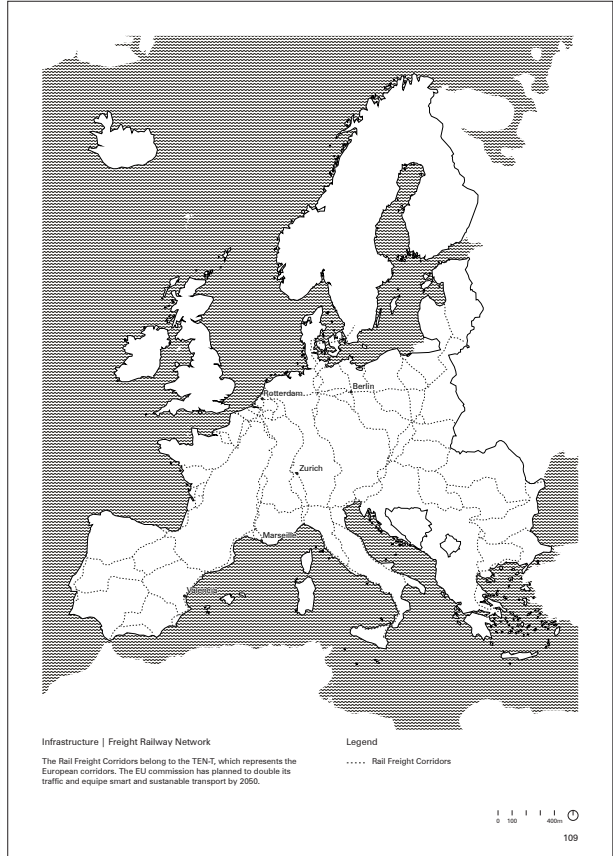 Berlin
Rotterdam
Zurich
Marseille
Valencia
Infrastructure | Freight Railway Network
The Rail Freight Corridors belong to the TEN-T, which represents the
European corridors. The EU commission has planned to double its
traffic and equipe smart and sustanable transport by 2050.
Legend
Rail Freight Corridors
0 100 400m
109